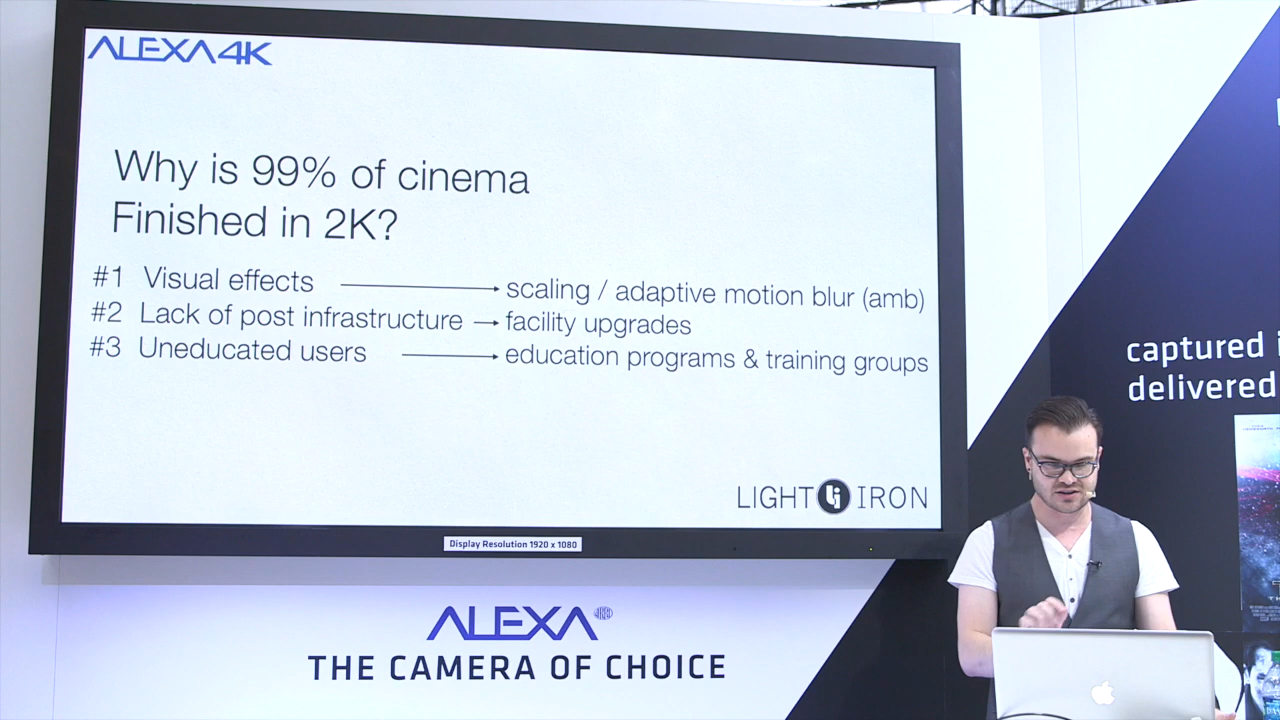 ALEXA 4K
Why is 99% of cinema
Finished in 2K?
#1 Visual effects scaling / adaptive motion blur (amb)
#2 Lack of post infrastructure facility upgrades
#3 Uneducated users education programs & training groups
LIGHT IRON
Display Resolution 1920 x 1080
ALEXA
THE CAMERA OF CHOICE
captured
delivered